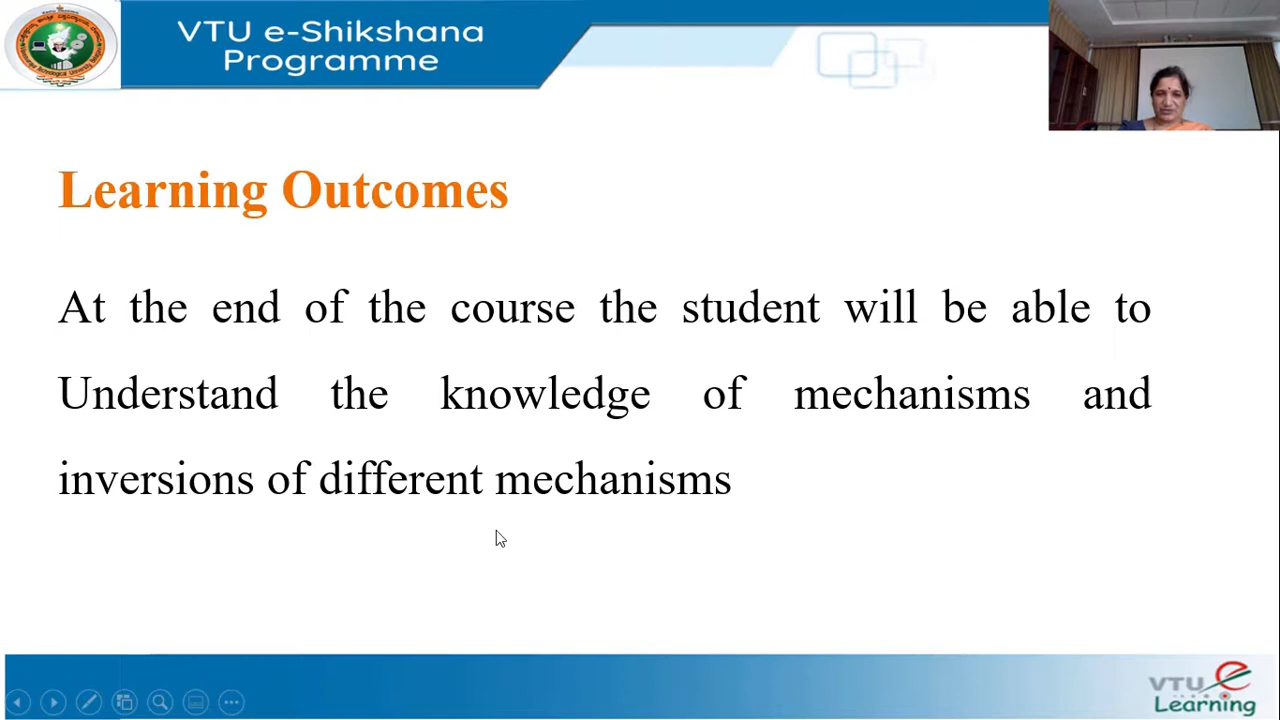 VTU e-Shikshana
Programme
Learning Outcomes
At the end of the course the student will be able to
Understand the knowledge of mechanisms and
inversions of different mechanisms
VTU e
Learning